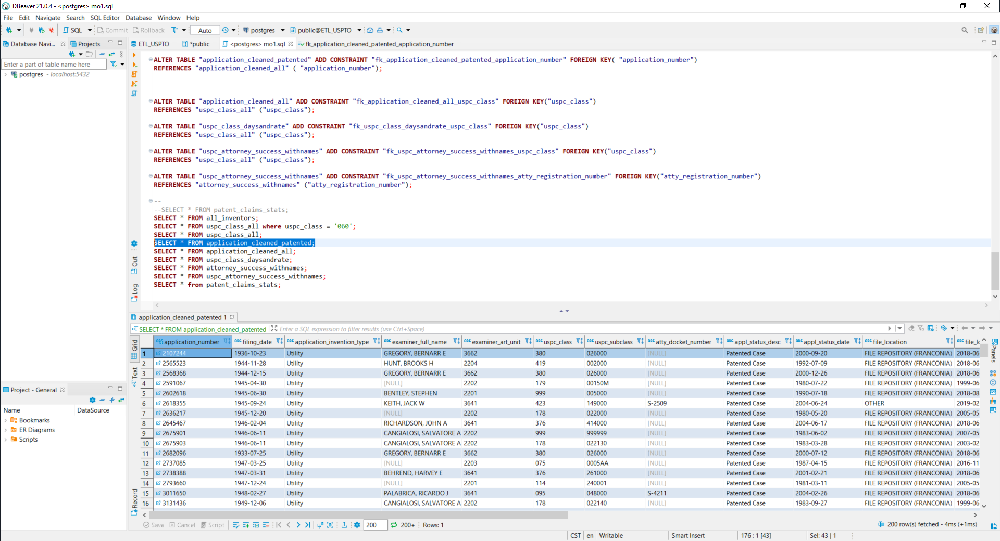 DBeaver 21.0.4 - <postgres> mo1.sql
File Edit Navigate Search SQL Editor Database Window Help
SQL Commit Rollback Auto postgres public@ETL_USPTO
Database Navi... Projects
ETL_USPTO *public <postgres> mo1.sql fk_application_cleaned_patented_application_number
Enter a part of table name here
postgres - localhost:5432
ALTER TABLE "application_cleaned_patented" ADD CONSTRAINT "fk_application_cleaned_patented_application_number" FOREIGN KEY( "application_number")
REFERENCES "application_cleaned_all" ( "application_number");
ALTER TABLE "application_cleaned_all" ADD CONSTRAINT "fk_application_cleaned_all_uspc_class" FOREIGN KEY("uspc_class")
REFERENCES "uspc_class_all" ("uspc_class");
ALTER TABLE "uspc_class_daysandrate" ADD CONSTRAINT "fk_uspc_class_daysandrate_uspc_class" FOREIGN KEY("uspc_class")
REFERENCES "uspc_class_all" ("uspc_class");
ALTER TABLE "uspc_attorney_success_withnames" ADD CONSTRAINT "fk_uspc_attorney_success_withnames_uspc_class" FOREIGN KEY("uspc_class")
REFERENCES "uspc_class_all" ("uspc_class");
ALTER TABLE "uspc_attorney_success_withnames" ADD CONSTRAINT "fk_uspc_attorney_success_withnames_atty_registration_number" FOREIGN KEY("atty_registration_number")
REFERENCES "attorney_success_withnames" ("atty_registration_number");
--
--SELECT * FROM patent_claims_stats;
SELECT * FROM all_inventors;
SELECT * FROM uspc_class_all where uspc_class = '060';
SELECT * FROM uspc_class_all;
SELECT * FROM application_cleaned_patented;
SELECT * FROM application_cleaned_all;
SELECT * FROM uspc_class_daysandrate;
SELECT * FROM attorney_success_withnames;
SELECT * FROM uspc_attorney_success_withnames;
SELECT * from patent_claims_stats;
Out
Log
application_cleaned_patented 1
SELECT * FROM application_cleaned_patented Enter a SQL expression to filter results (use Ctrl+Space)
Grid
Text
Record
Panels
application_number filing_date application_invention_type examiner_full_name examiner_art_unit uspc_class uspc_subclass atty_docket_number appl_status_desc appl_status_date file_location file_l
1 2107244 1936-10-23 Utility GREGORY, BERNARR E 3662 380 026000 [NULL] Patented Case 2000-09-20 FILE REPOSITORY (FRANCONIA) 2018-06
2 2565523 1944-11-28 Utility HUNT, BROOKS H 2204 419 002000 [NULL] Patented Case 1992-07-09 FILE REPOSITORY (FRANCONIA) 2018-06
3 2568368 1944-12-15 Utility GREGORY, BERNARR E 3662 380 026000 [NULL] Patented Case 2000-12-26 FILE REPOSITORY (FRANCONIA) 2018-06
4 2591067 1945-04-30 Utility [NULL] 2202 179 00150M [NULL] Patented Case 1980-07-22 FILE REPOSITORY (FRANCONIA) 1999-06
5 2602618 1945-06-30 Utility BENTLEY, STEPHEN 2201 999 005000 [NULL] Patented Case 1990-07-18 FILE REPOSITORY (FRANCONIA) 2018-08
6 2618355 1945-09-24 Utility KEITH, JACK W 3641 423 149000 S-2509 Patented Case 2004-06-24 OTHER 2019-02
7 2636217 1945-12-20 Utility [NULL] 2202 178 022000 [NULL] Patented Case 1980-05-20 FILE REPOSITORY (FRANCONIA) 2005-05
8 2645467 1946-02-04 Utility RICHARDSON, JOHN A 3641 376 414000 [NULL] Patented Case 2004-06-17 FILE REPOSITORY (FRANCONIA) 2018-06
9 2675901 1946-06-11 Utility CANGIALOSI, SALVATORE A 2202 999 999999 [NULL] Patented Case 1983-06-02 FILE REPOSITORY (FRANCONIA) 2007-05
10 2675903 1946-06-11 Utility CANGIALOSI, SALVATORE A 2202 178 022130 [NULL] Patented Case 1983-03-28 FILE REPOSITORY (FRANCONIA) 2003-02
11 2682096 1933-07-25 Utility GREGORY, BERNARR E 3662 380 026000 [NULL] Patented Case 2000-07-12 FILE REPOSITORY (FRANCONIA) 2018-06
12 2737085 1947-03-25 Utility [NULL] 2203 075 0005AA [NULL] Patented Case 1987-04-15 FILE REPOSITORY (FRANCONIA) 2016-11
13 2738388 1947-03-31 Utility BEHREND, HARVEY E 3641 376 261000 [NULL] Patented Case 2001-02-21 FILE REPOSITORY (FRANCONIA) 2018-06
14 2793660 1947-12-24 Utility [NULL] 2201 114 240001 [NULL] Patented Case 1981-03-11 FILE REPOSITORY (FRANCONIA) 2005-05
15 3011650 1948-02-27 Utility PALABRICA, RICARDO J 3641 095 048000 S-4211 Patented Case 2004-02-26 FILE REPOSITORY (FRANCONIA) 2018-06
16 3131436 1949-12-06 Utility CANGIALOSI, SALVATORE A 2202 178 022140 [NULL] Patented Case 1983-09-27 FILE REPOSITORY (FRANCONIA) 1999-06
Project - General
Name DataSource
Bookmarks
ER Diagrams
Scripts
Save Cancel Script 200 200+ Rows: 1 200 row(s) fetched - 4ms (+1ms)
CST en Writable Smart Insert 176 : 1 [43] Sel: 43 | 1